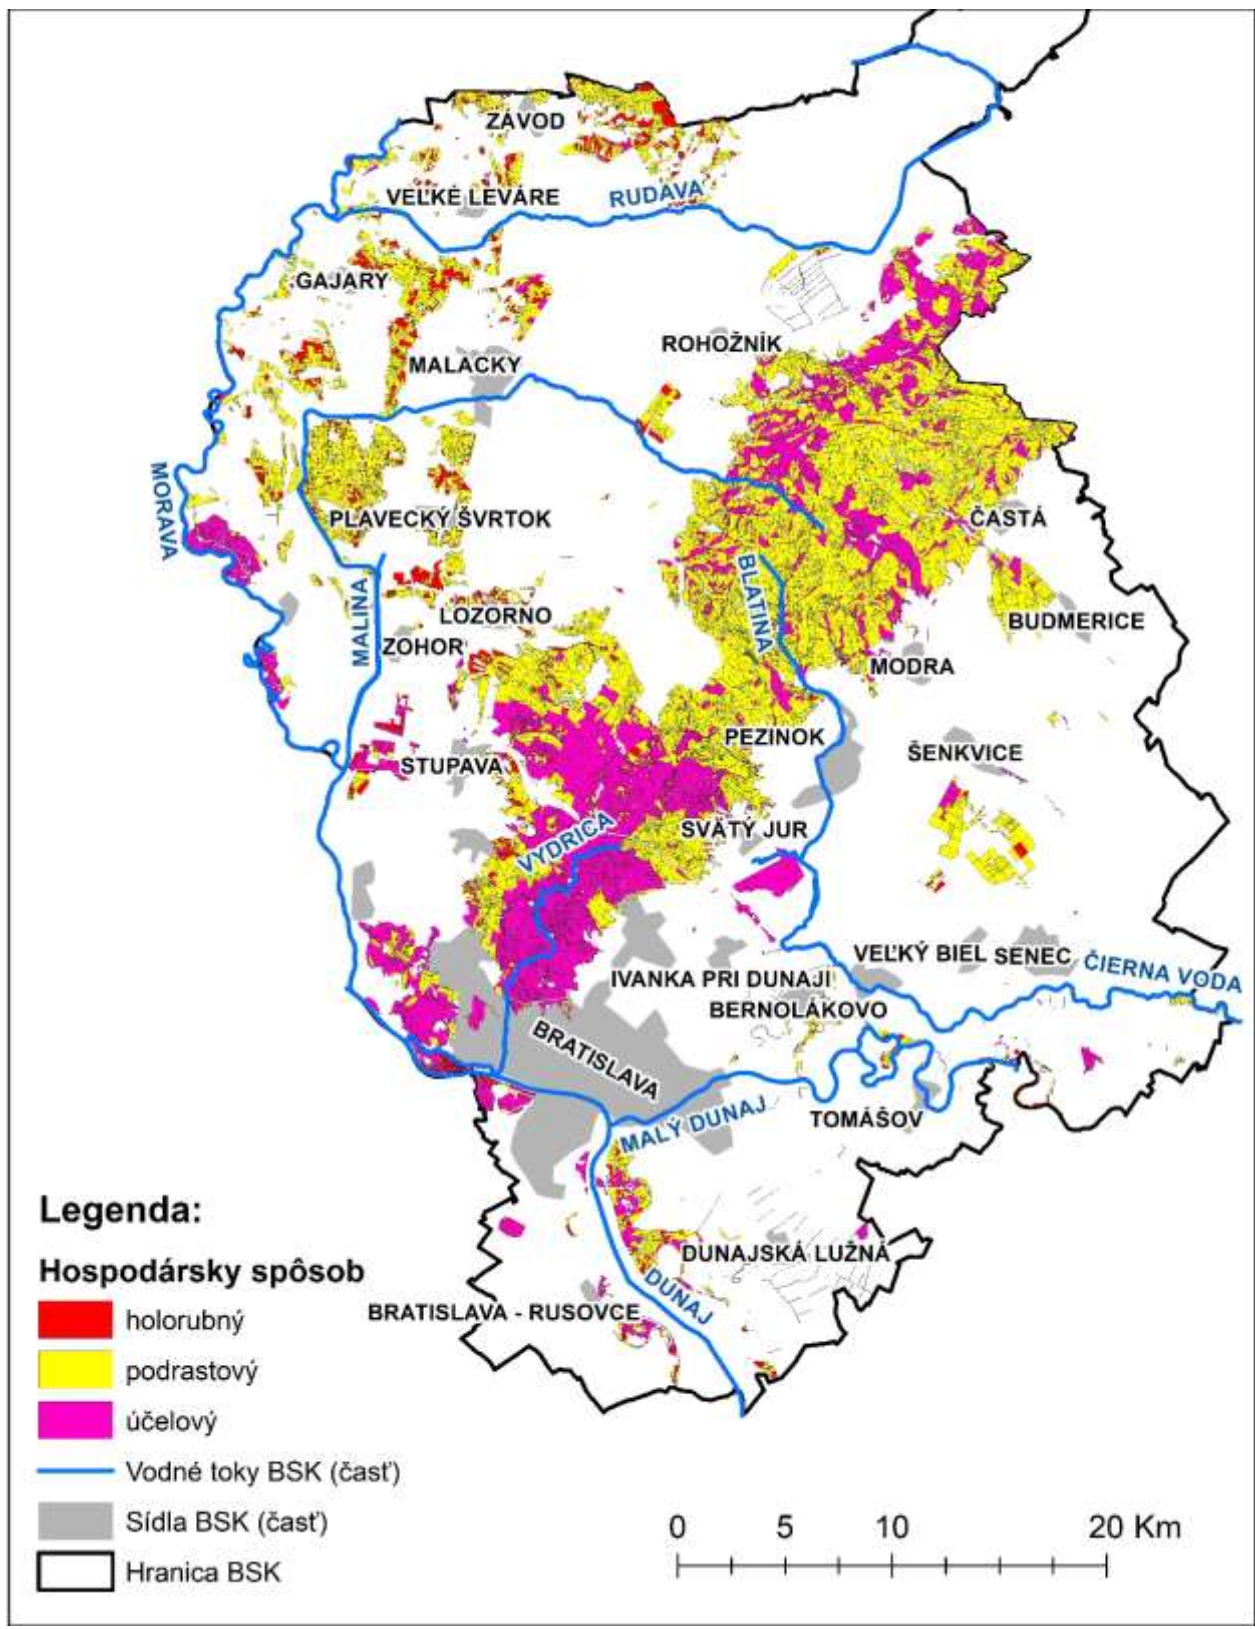 ZÁVOD
VEĽKÉ LEVÁRE
RUDAVA
GAJARY
ROHOŽNÍK
MALACKY
MORAVA
PLAVECKÝ ŠVRTOK
ČASTÁ
MALINA
BLATINA
LOZORNO
BUDMERICE
ZOHOR
MODRA
PEZINOK
ŠENKVICE
STUPAVA
VYDRICA
SVÄTÝ JUR
VEĽKÝ BIEL
SENEC
ČIERNA VODA
IVANKA PRI DUNAJI
BERNOLÁKOVO
BRATISLAVA
MALÝ DUNAJ
TOMÁŠOV
DUNAJSKÁ LUŽNÁ
DUNAJ
BRATISLAVA - RUSOVCE
Legenda:
Hospodársky spôsob
holorubný
podrastový
účelový
Vodné toky BSK (časť)
Sídla BSK (časť)
Hranica BSK
0 5 10 20 Km